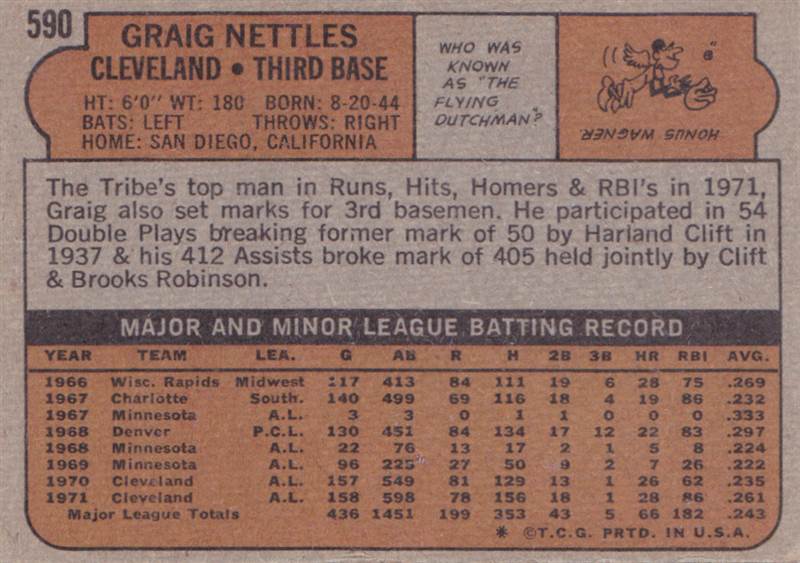 590
GRAIG NETTLES
CLEVELAND • THIRD BASE
HT: 6'0" WT: 180 BORN: 8-20-44
BATS: LEFT THROWS: RIGHT
HOME: SAN DIEGO, CALIFORNIA
WHO WAS
KNOWN
AS "THE
FLYING
DUTCHMAN"?
HONUS WAGNER
The Tribe's top man in Runs, Hits, Homers & RBI's in 1971,
Graig also set marks for 3rd basemen. He participated in 54
Double Plays breaking former mark of 50 by Harland Clift in
1937 & his 412 Assists broke mark of 405 held jointly by Clift
& Brooks Robinson.
MAJOR AND MINOR LEAGUE BATTING RECORD
YEAR TEAM LEA. G AB R H 2B 3B HR RBI AVG.
1966 Wisc. Rapids Midwest 117 413 84 111 19 6 28 75 .269
1967 Charlotte South. 140 499 69 116 18 4 19 86 .232
1967 Minnesota A.L. 3 3 0 1 1 0 0 0 .333
1968 Denver P.C.L. 130 451 84 134 17 12 22 83 .297
1968 Minnesota A.L. 22 76 13 17 2 1 5 8 .224
1969 Minnesota A.L. 96 225 27 50 9 2 7 26 .222
1970 Cleveland A.L. 157 549 81 129 13 1 26 62 .235
1971 Cleveland A.L. 158 598 78 156 18 1 28 86 .261
Major League Totals 436 1451 199 353 43 5 66 182 .243
* ©T.C.G. PRTD. IN U.S.A.